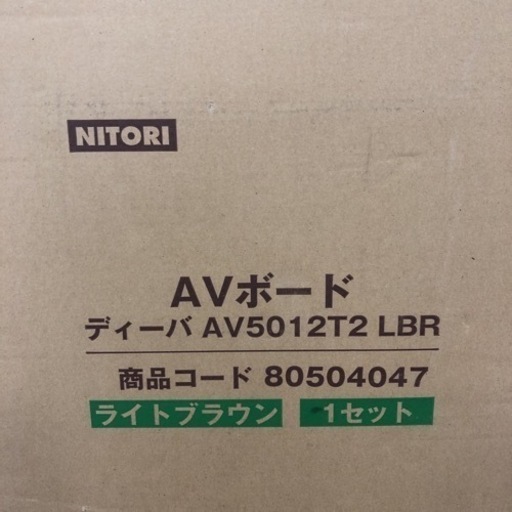 NITORI
AVボード
ディーバ AV5012T2 LBR
商品コード 80504047
ライトブラウン 1セット